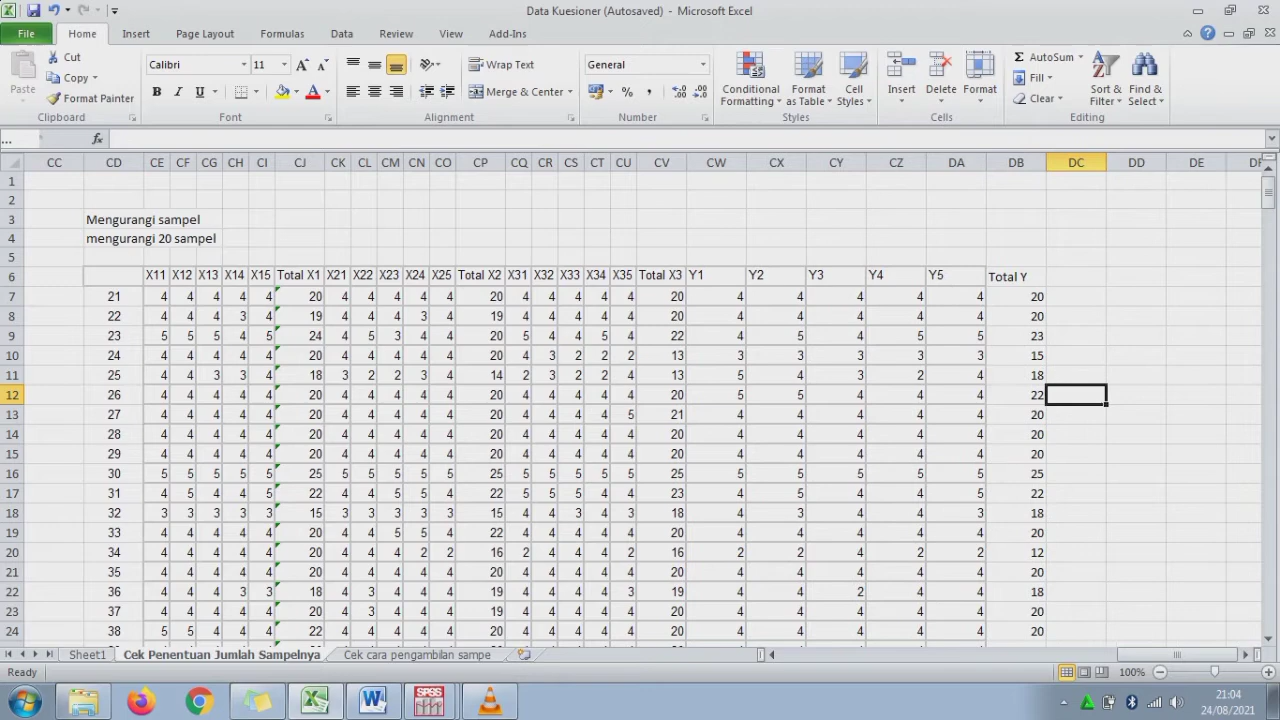 Data Kuesioner (Autosaved) - Microsoft Excel
File Home Insert Page Layout Formulas Data Review View Add-Ins
Cut
Copy
Format Painter
Paste
Clipboard
Calibri 11
Font
Wrap Text
Merge & Center
Alignment
General
Number
Conditional Formatting
Format as Table
Cell Styles
Styles
Insert Delete Format
Cells
AutoSum
Fill
Clear
Sort & Filter
Find & Select
Editing
... fx
CC CD CE CF CG CH CI CJ CK CL CM CN CO CP CQ CR CS CT CU CV CW CX CY CZ DA DB DC DD DE DF
1
2
3 Mengurangi sampel
4 mengurangi 20 sampel
5
6 X11 X12 X13 X14 X15 Total X1 X21 X22 X23 X24 X25 Total X2 X31 X32 X33 X34 X35 Total X3 Y1 Y2 Y3 Y4 Y5 Total Y
7 21 4 4 4 4 4 20 4 4 4 4 4 20 4 4 4 4 4 20 4 4 4 4 4 20
8 22 4 4 4 3 4 19 4 4 4 3 4 19 4 4 4 4 4 20 4 4 4 4 4 20
9 23 5 5 5 4 5 24 4 5 3 4 4 20 5 4 4 5 4 22 4 5 4 5 5 23
10 24 4 4 4 4 4 20 4 4 4 4 4 20 4 3 2 2 2 13 3 3 3 3 3 15
11 25 4 4 3 3 4 18 3 2 2 3 4 14 2 3 2 2 4 13 5 4 3 2 4 18
12 26 4 4 4 4 4 20 4 4 4 4 4 20 4 4 4 4 4 20 5 5 4 4 4 22
13 27 4 4 4 4 4 20 4 4 4 4 4 20 4 4 4 4 5 21 4 4 4 4 4 20
14 28 4 4 4 4 4 20 4 4 4 4 4 20 4 4 4 4 4 20 4 4 4 4 4 20
15 29 4 4 4 4 4 20 4 4 4 4 4 20 4 4 4 4 4 20 4 4 4 4 4 20
16 30 5 5 5 5 5 25 5 5 5 5 5 25 5 5 5 5 5 25 5 5 5 5 5 25
17 31 4 5 4 4 5 22 4 4 5 5 4 22 5 5 5 4 4 23 4 5 4 4 5 22
18 32 3 3 3 3 3 15 3 3 3 3 3 15 4 4 3 4 3 18 4 3 4 4 3 18
19 33 4 4 4 4 4 20 4 4 5 5 4 22 4 4 4 4 4 20 4 4 4 4 4 20
20 34 4 4 4 4 4 20 4 4 4 2 2 16 2 4 4 4 2 16 2 2 4 2 2 12
21 35 4 4 4 4 4 20 4 4 4 4 4 20 4 4 4 4 4 20 4 4 4 4 4 20
22 36 4 4 4 3 3 18 4 3 4 4 4 19 4 4 4 4 3 19 4 4 2 4 4 18
23 37 4 4 4 4 4 20 4 3 4 4 4 19 4 4 4 4 4 20 4 4 4 4 4 20
24 38 5 5 4 4 4 22 4 4 4 4 4 20 4 4 4 4 4 20 4 4 4 4 4 20
Sheet1 Cek Penentuan Jumlah Sampelnya Cek cara pengambilan sampe
Ready 100%
21:04
24/08/2021